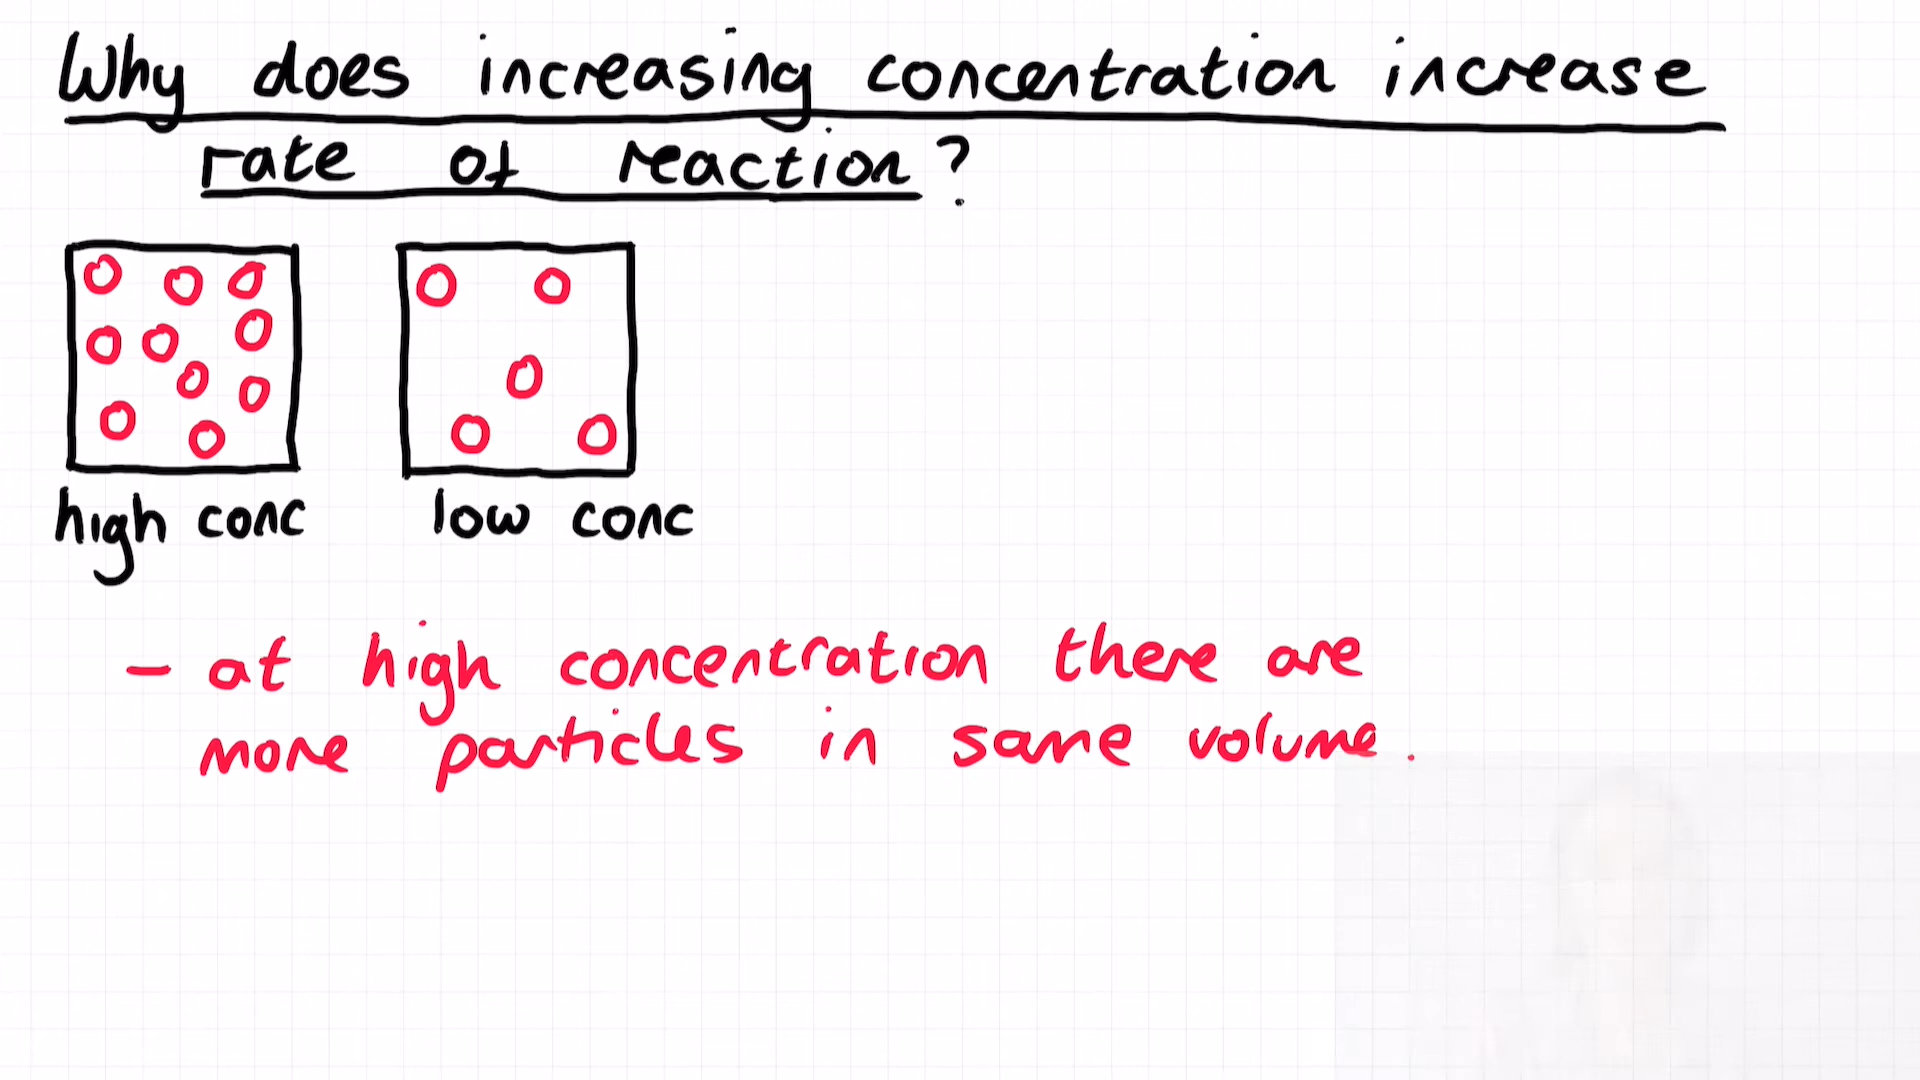 Why does increasing concentration increase
rate of reaction?
high conc
low conc
- at high concentration there are
more particles in same volume.